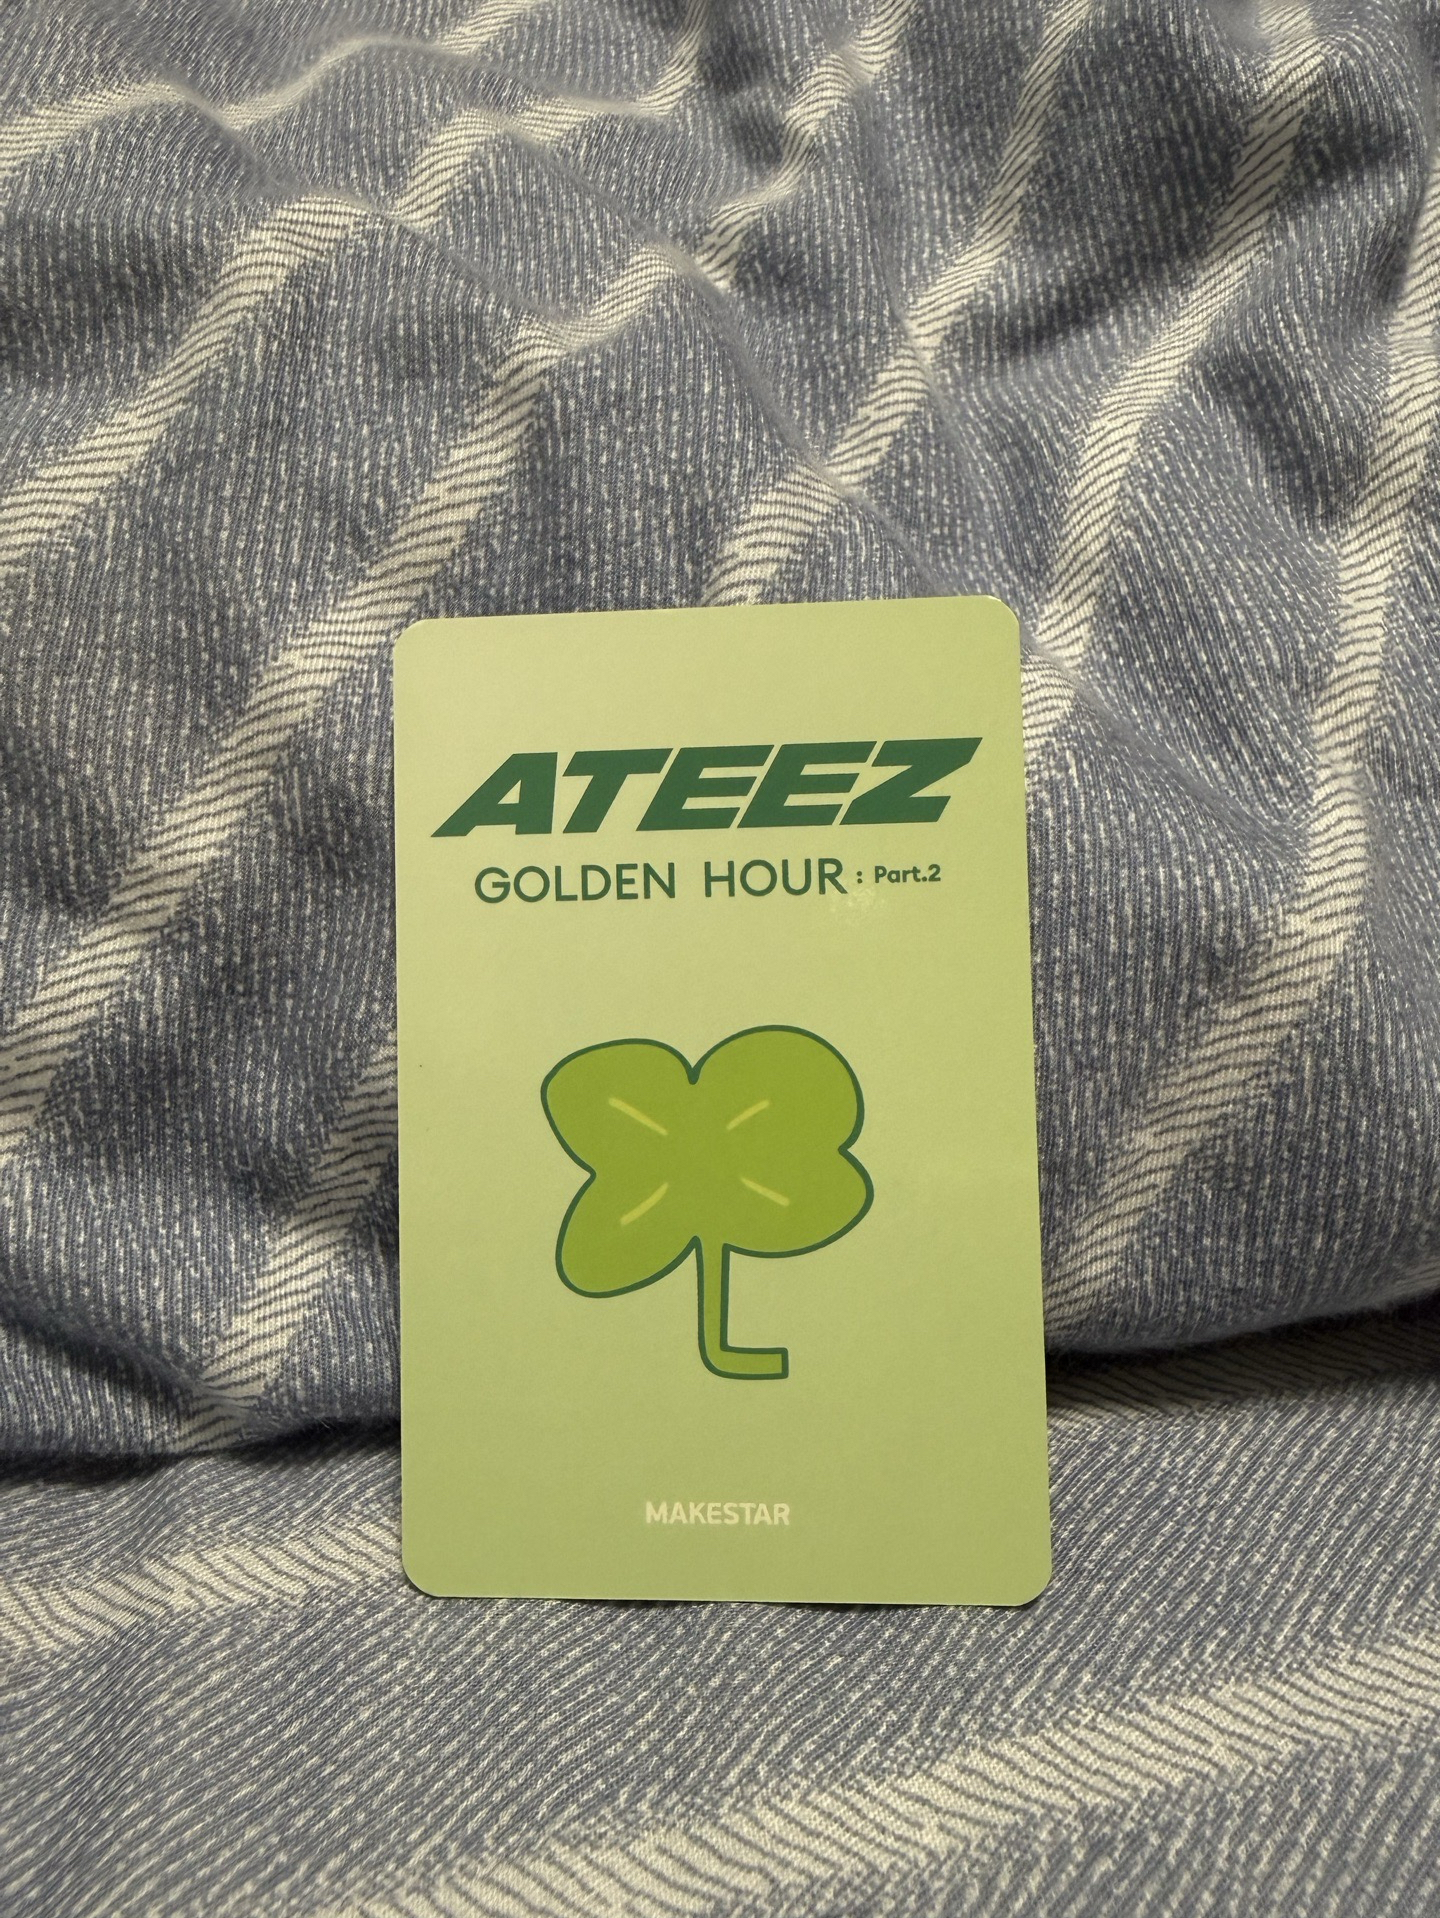 ATEEZ
GOLDEN HOUR : Part.2
MAKESTAR